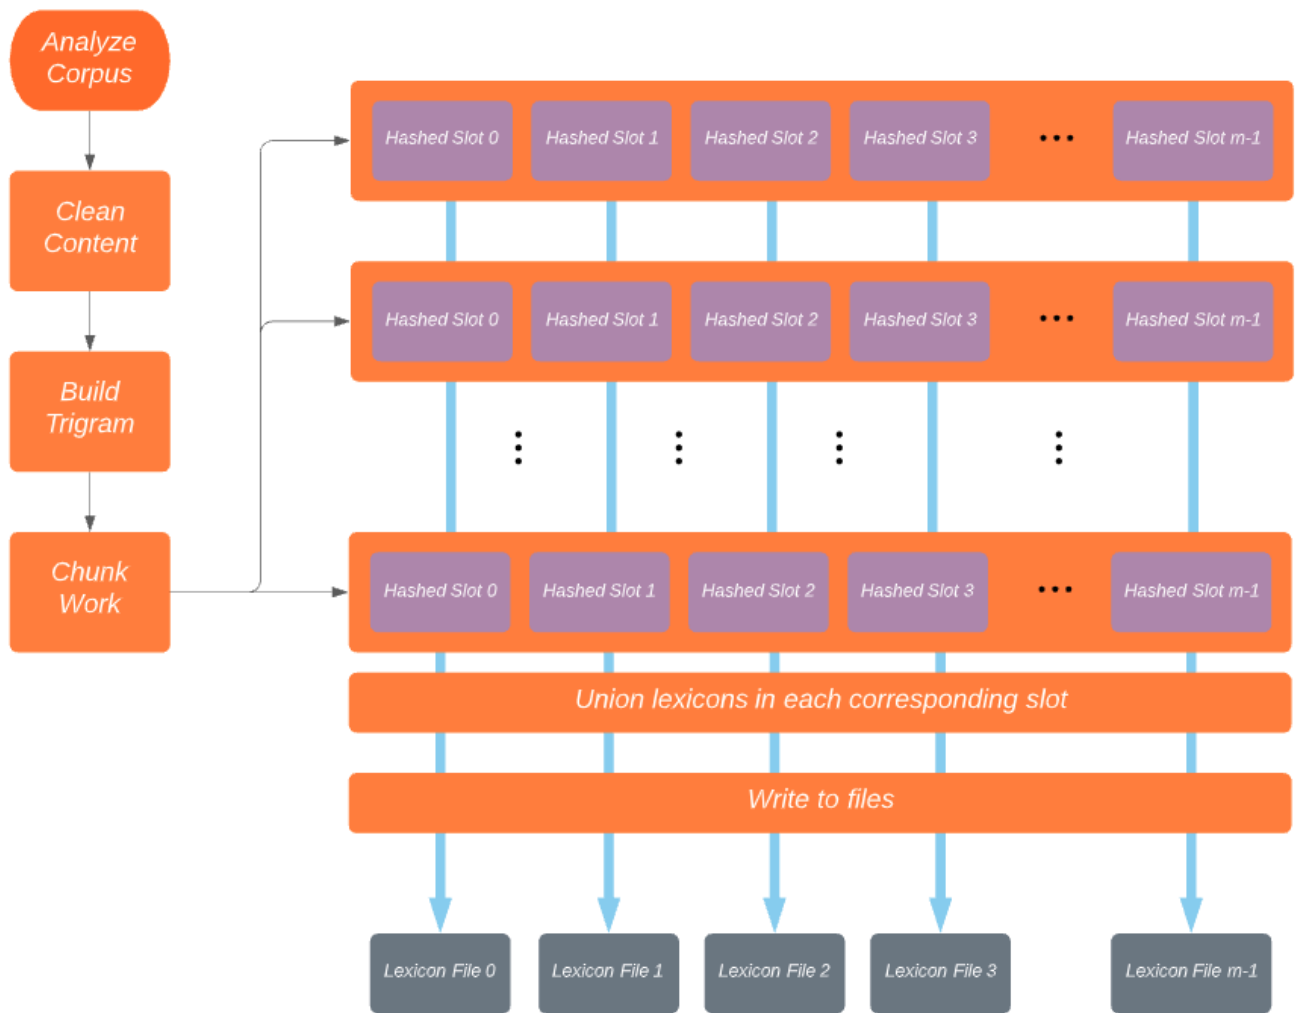 Analyze
Corpus
Clean
Content
Build
Trigram
Chunk
Work
Hashed Slot 0
Hashed Slot 1
Hashed Slot 2
Hashed Slot 3
Hashed Slot m-1
Hashed Slot 0
Hashed Slot 1
Hashed Slot 2
Hashed Slot 3
Hashed Slot m-1
Hashed Slot 0
Hashed Slot 1
Hashed Slot 2
Hashed Slot 3
Hashed Slot m-1
Union lexicons in each corresponding slot
Write to files
Lexicon File 0
Lexicon File 1
Lexicon File 2
Lexicon File 3
Lexicon File m-1